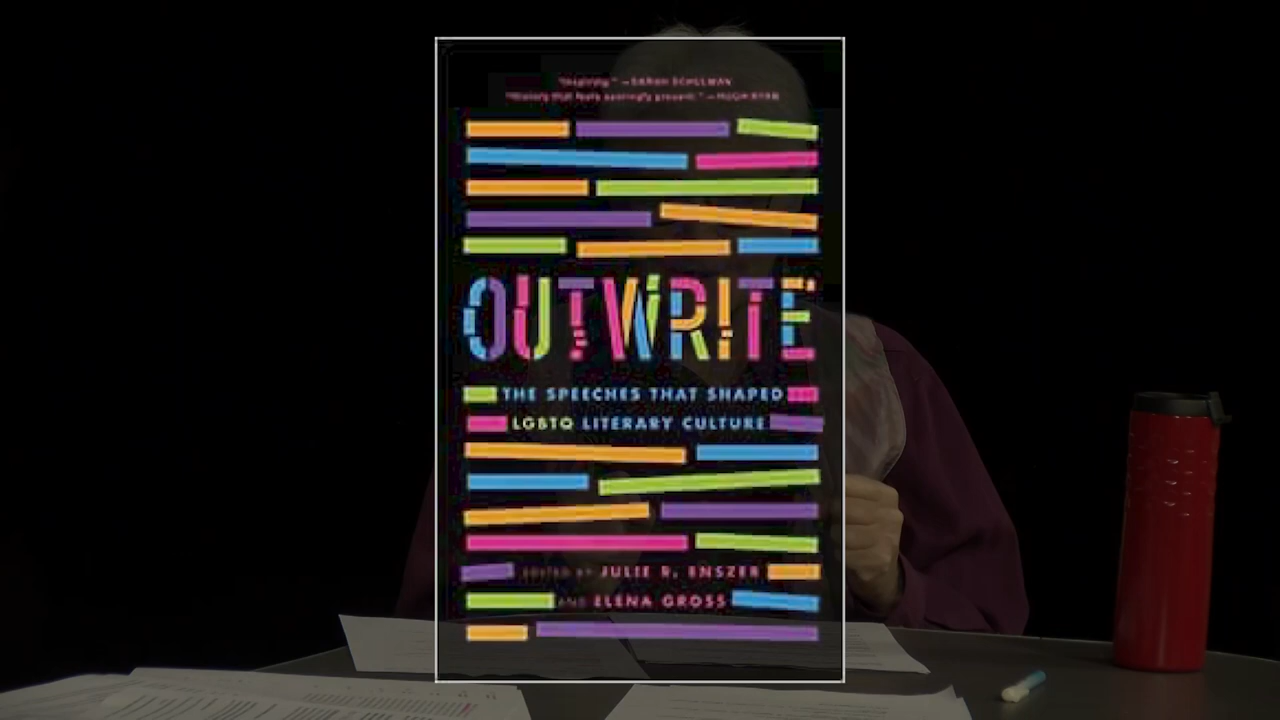 "Inspiring." —SARAH SCHULMAN
"History that feels searingly present." —HUGH RYAN
OUTWRITE
THE SPEECHES THAT SHAPED
LGBTQ LITERARY CULTURE
EDITED BY JULIE R. ENSZER
AND ELENA GROSS